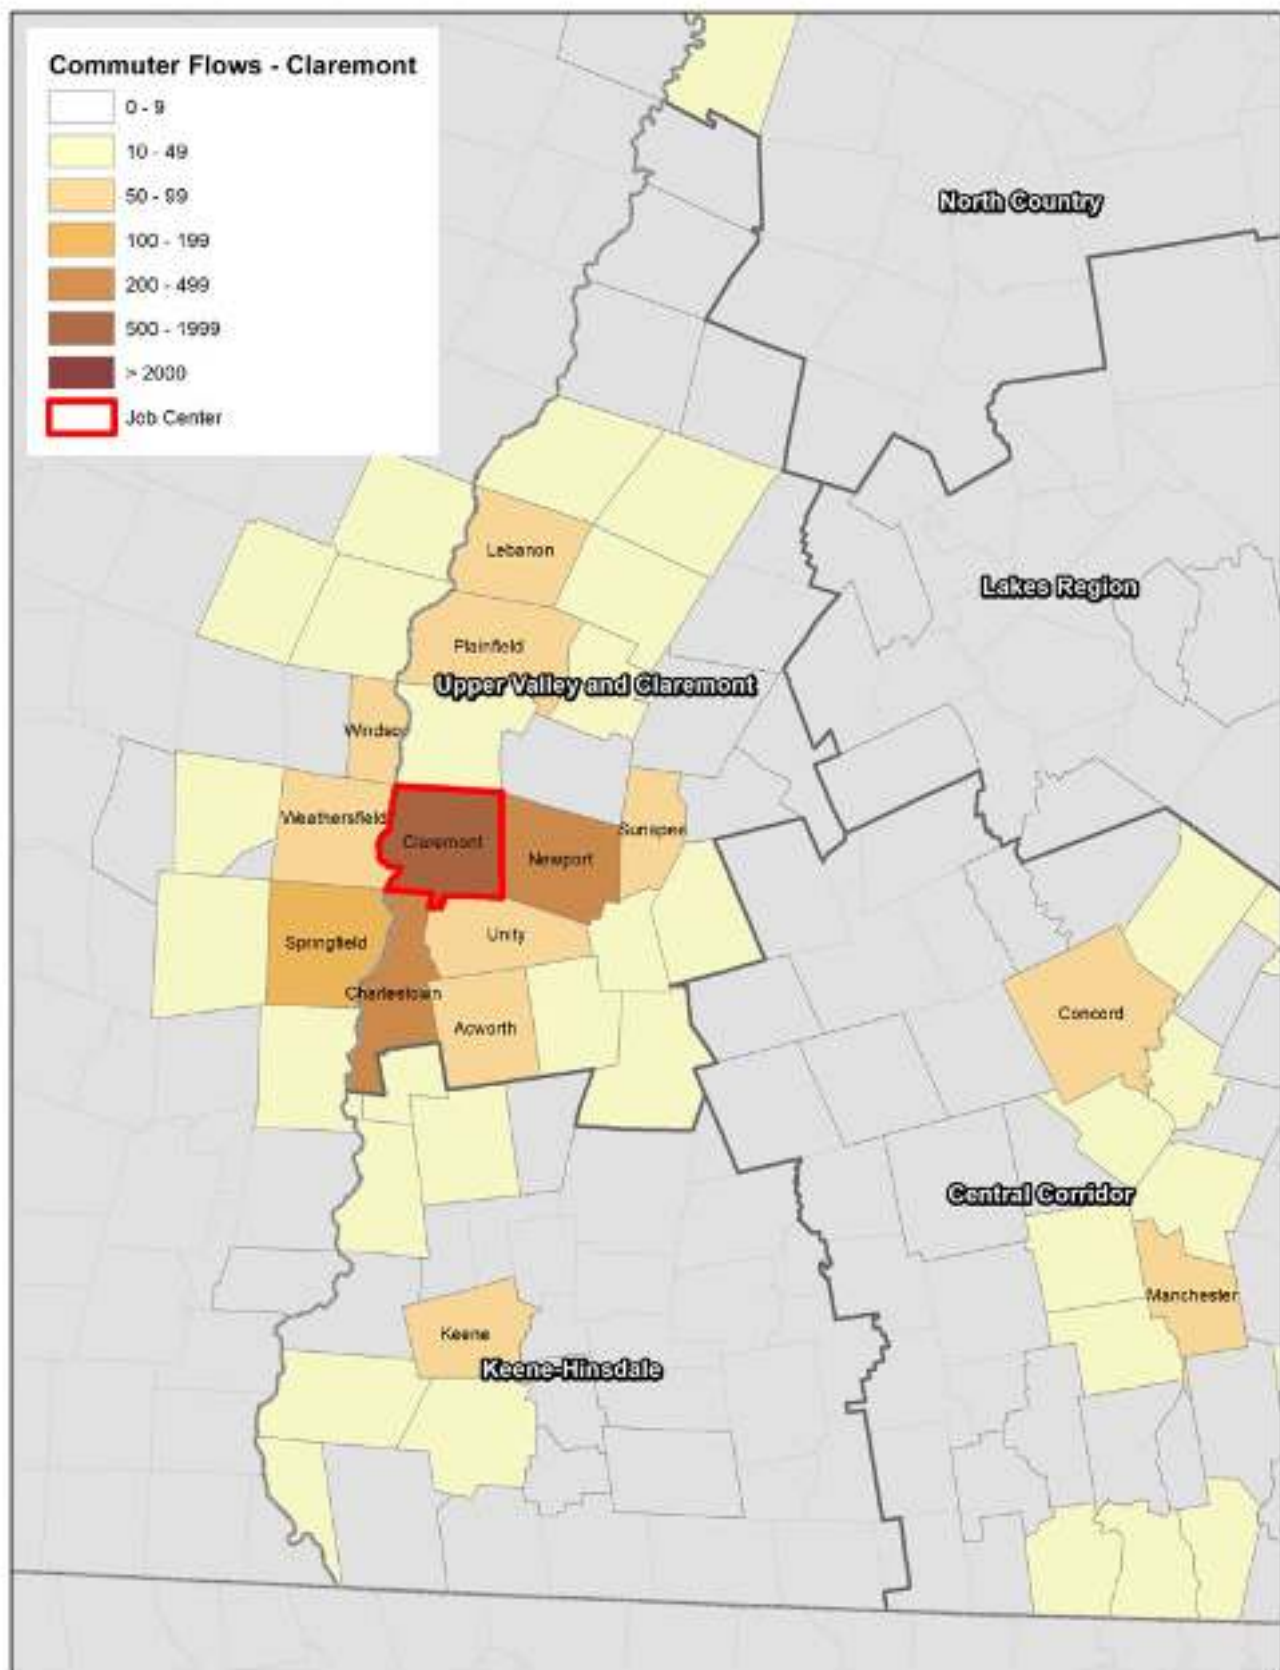 Commuter Flows - Claremont
0 - 9
10 - 49
50 - 99
100 - 199
200 - 499
500 - 1999
> 2000
Job Center
North Country
Lebanon
Lakes Region
Plainfield
Upper Valley and Claremont
Windsor
Weathersfield
Claremont
Sunapee
Newport
Springfield
Unity
Charlestown
Acworth
Concord
Central Corridor
Manchester
Keene
Keene-Hinsdale